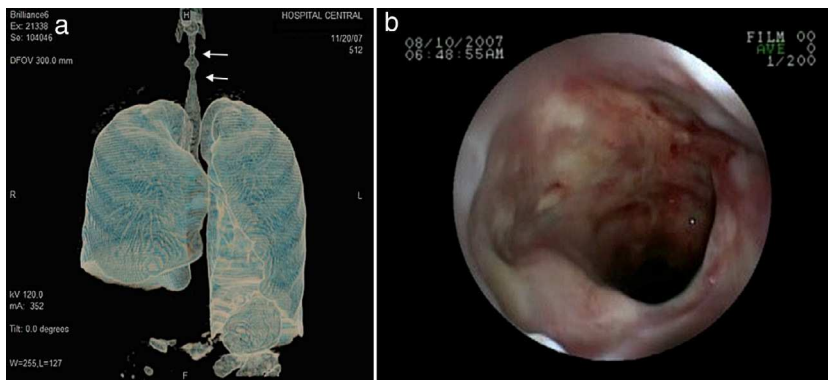 a
Brilliance6
Ex: 21338
Se: 104046
DFOV 300.0 mm
H
HOSPITAL CENTRAL
11/20/07
512
R
L
kV 120.0
mA: 352
Tilt: 0.0 degrees
W=255,L=127
F
b
08/10/2007
06:48:55AM
FILM 00
AVE 0
1/200